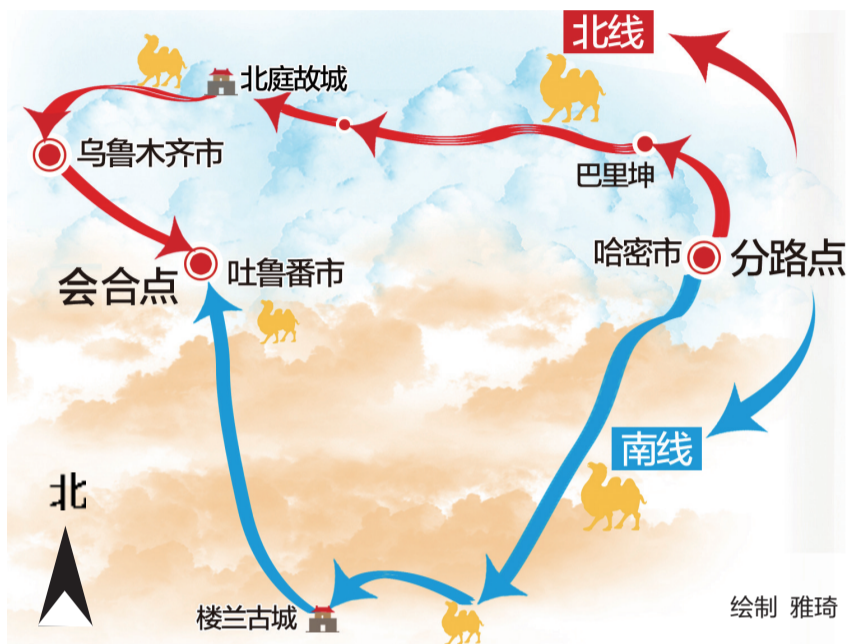 北线
北庭故城
乌鲁木齐市
巴里坤
哈密市
分路点
吐鲁番市
会合点
南线
北
楼兰古城
绘制 雅琦